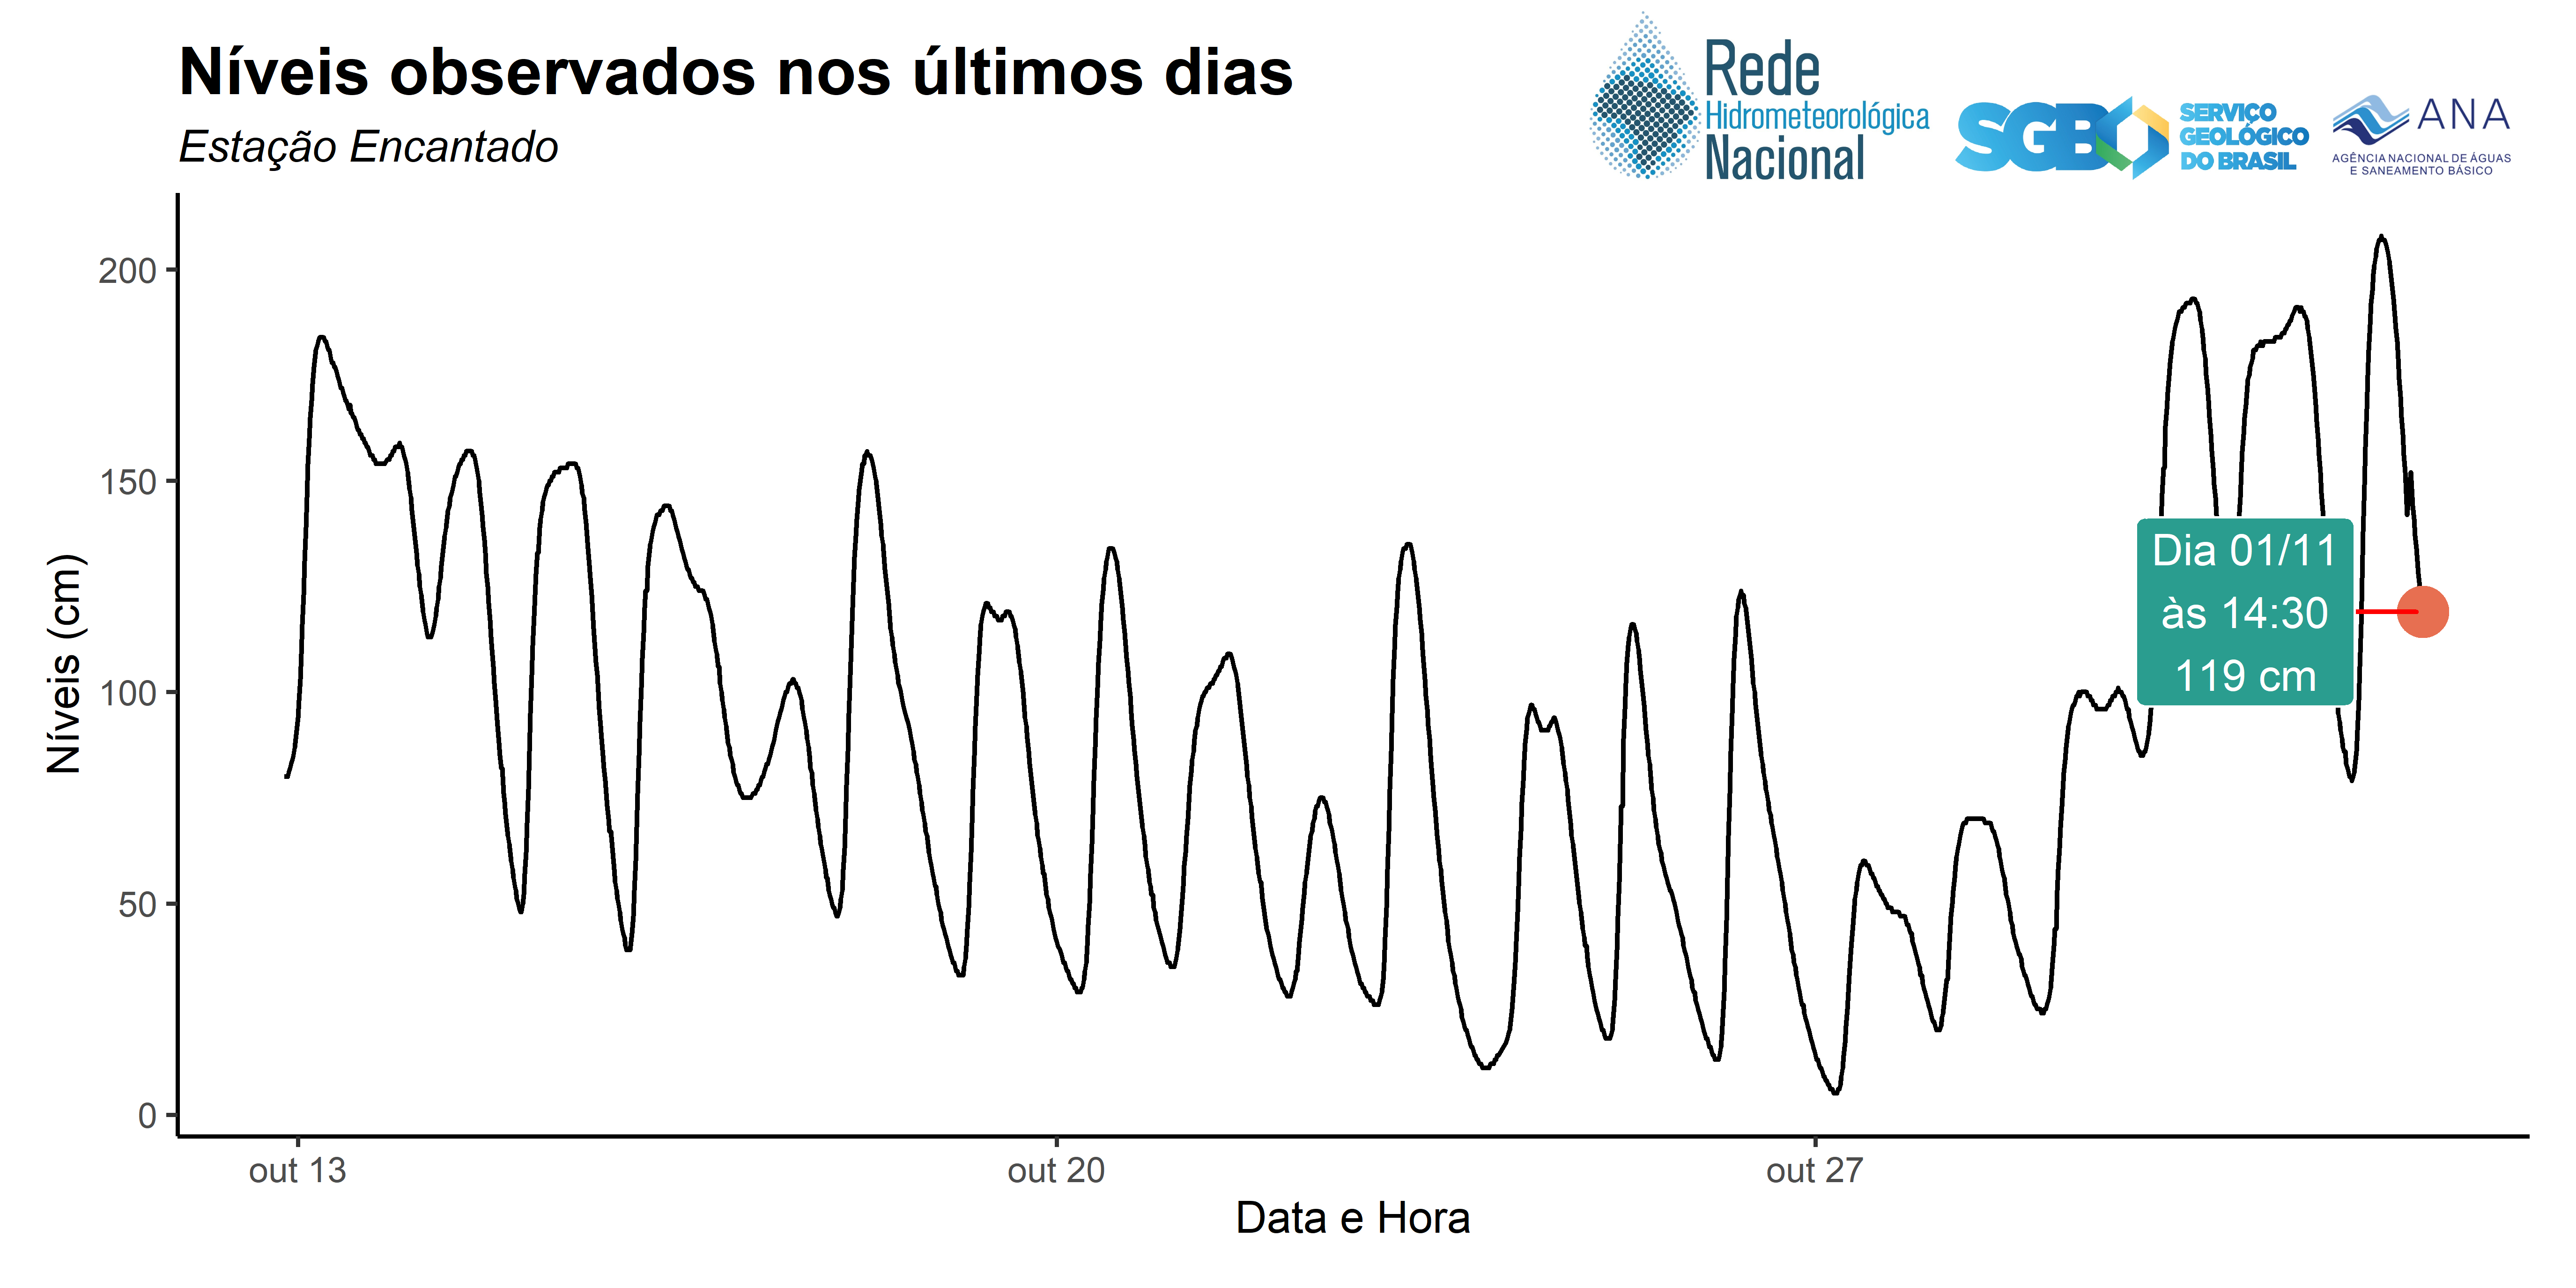 Níveis observados nos últimos dias
Estação Encantado
Rede
Hidrometeorológica
Nacional
SGB
SERVIÇO
GEOLÓGICO
DO BRASIL
ANA
AGÊNCIA NACIONAL DE ÁGUAS
E SANEAMENTO BÁSICO
Níveis (cm)
200
150
100
50
0
Dia 01/11
às 14:30
119 cm
out 13
out 20
out 27
Data e Hora